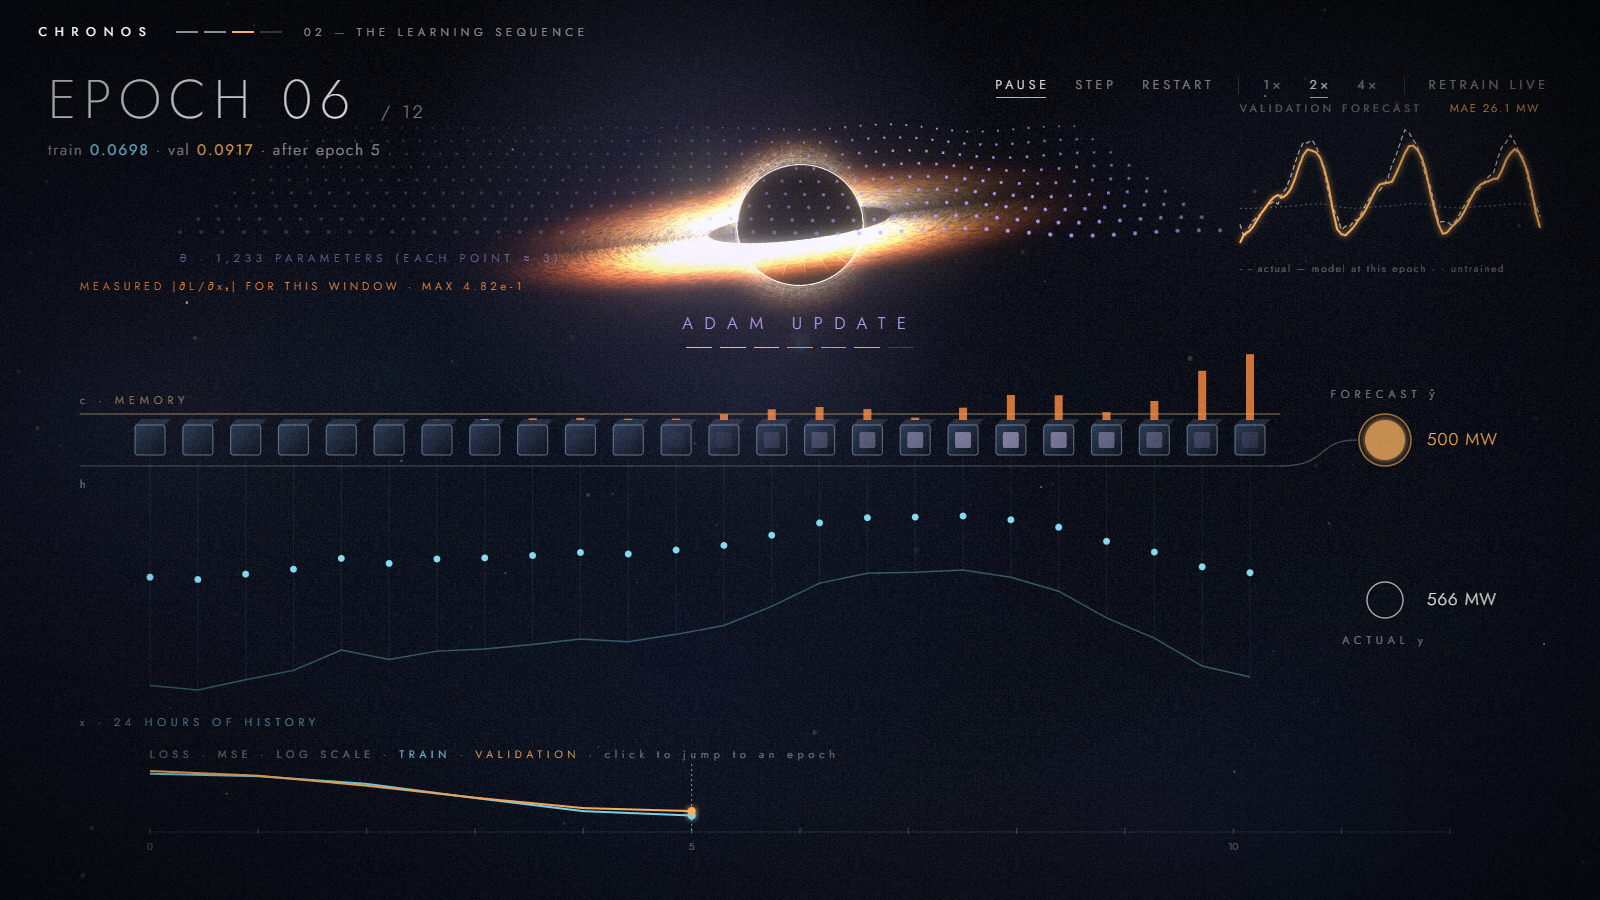 CHRONOS 02 — THE LEARNING SEQUENCE
EPOCH 06 / 12
PAUSE STEP RESTART 1× 2× 4× RETRAIN LIVE
VALIDATION FORECAST MAE 26.1 MW
train 0.0698 · val 0.0917 · after epoch 5
θ · 1,233 PARAMETERS (EACH POINT ≈ 3)
- - actual — model at this epoch · · untrained
MEASURED |∂L/∂xₜ| FOR THIS WINDOW · MAX 4.82e-1
ADAM UPDATE
c · MEMORY
FORECAST ŷ
500 MW
h
566 MW
ACTUAL y
x · 24 HOURS OF HISTORY
LOSS · MSE · LOG SCALE · TRAIN · VALIDATION · click to jump to an epoch
0 5 10